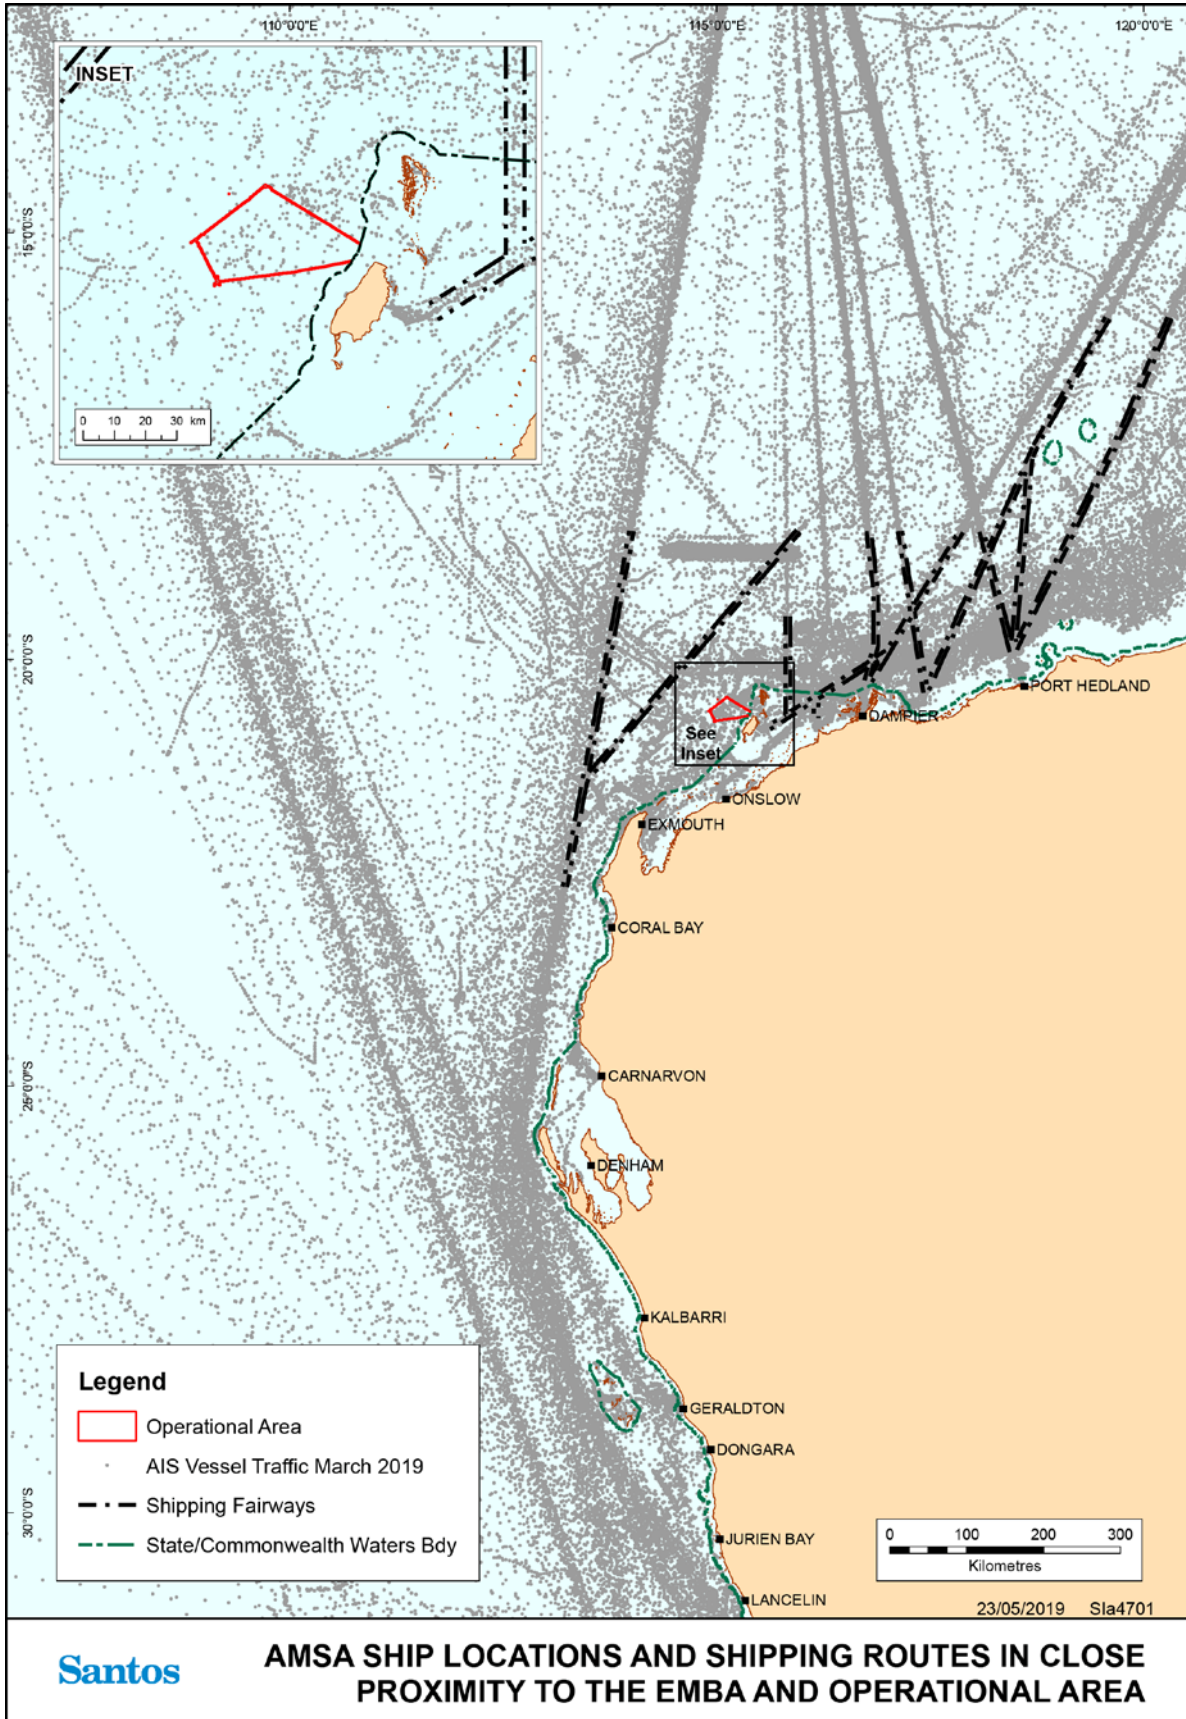 110°0'0"E
115°0'0"E
120°0'0"E
INSET
15°0'0"S
0 10 20 30 km
20°0'0"S
See
Inset
PORT HEDLAND
DAMPIER
ONSLOW
EXMOUTH
CORAL BAY
25°0'0"S
CARNARVON
DENHAM
KALBARRI
GERALDTON
DONGARA
JURIEN BAY
LANCELIN
30°0'0"S
Legend
Operational Area
AIS Vessel Traffic March 2019
Shipping Fairways
State/Commonwealth Waters Bdy
0 100 200 300
Kilometres
23/05/2019 Sla4701
Santos
AMSA SHIP LOCATIONS AND SHIPPING ROUTES IN CLOSE
PROXIMITY TO THE EMBA AND OPERATIONAL AREA